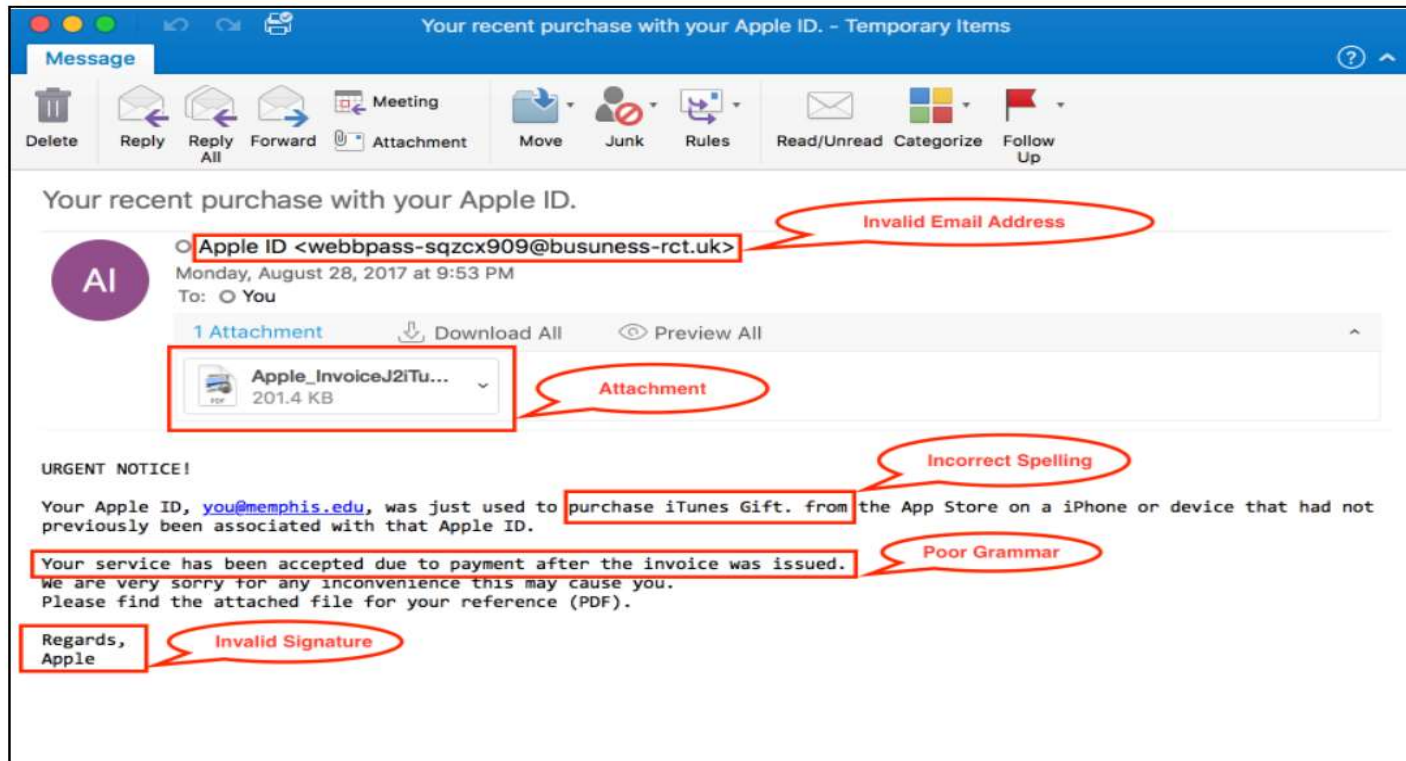 Your recent purchase with your Apple ID. - Temporary Items
Message
?
Delete
Reply
Reply All
Forward
Meeting
Attachment
Move
Junk
Rules
Read/Unread
Categorize
Follow Up
Your recent purchase with your Apple ID.
Invalid Email Address
AI
Apple ID <webbpass-sqzcx909@busuness-rct.uk>
Monday, August 28, 2017 at 9:53 PM
To: You
1 Attachment Download All Preview All
PDF
Apple_InvoiceJ2iTu...
201.4 KB
Attachment
URGENT NOTICE!
Incorrect Spelling
Your Apple ID, you@memphis.edu, was just used to purchase iTunes Gift. from the App Store on a iPhone or device that had not
previously been associated with that Apple ID.
Poor Grammar
Your service has been accepted due to payment after the invoice was issued.
We are very sorry for any inconvenience this may cause you.
Please find the attached file for your reference (PDF).
Regards,
Apple
Invalid Signature